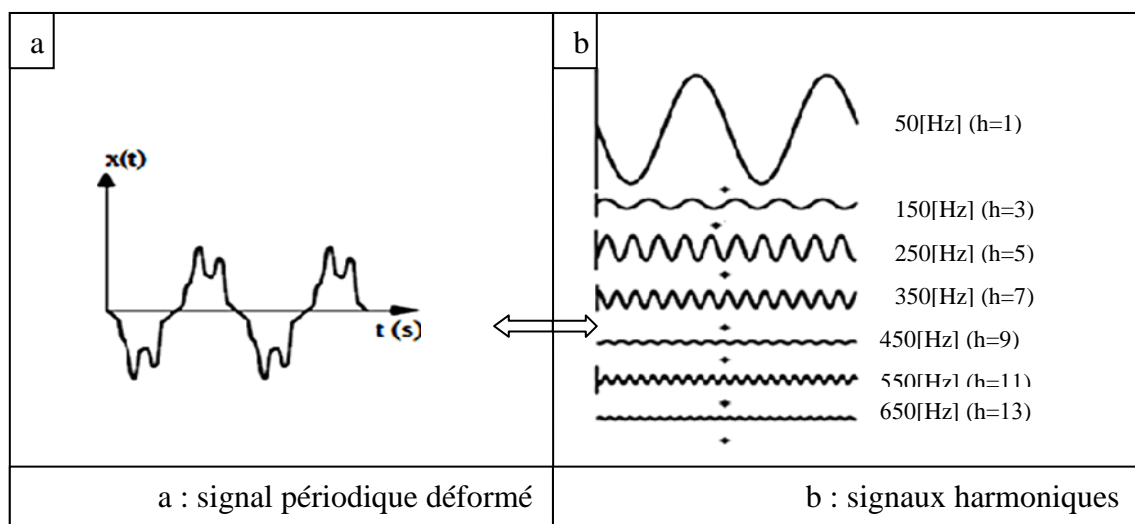 a
x(t)
t (s)
a : signal périodique déformé
b
50[Hz] (h=1)
150[Hz] (h=3)
250[Hz] (h=5)
350[Hz] (h=7)
450[Hz] (h=9)
550[Hz] (h=11)
650[Hz] (h=13)
b : signaux harmoniques